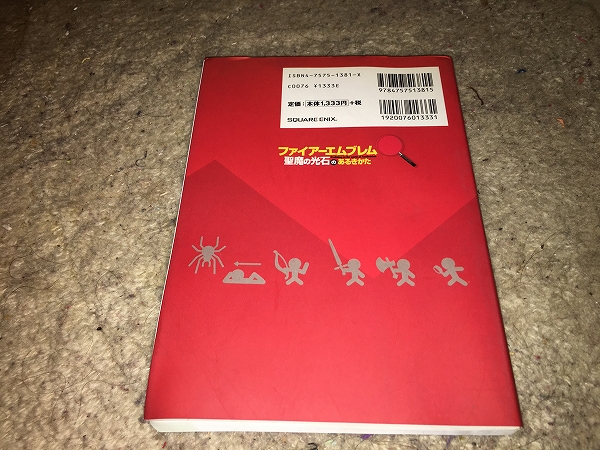 ISBN4-7575-1381-X
C0076 ¥1333E
定価:本体1,333円+税
SQUARE ENIX.
9784757513815
1920076013331
ファイアーエムブレム
聖魔の光石のあるきかた